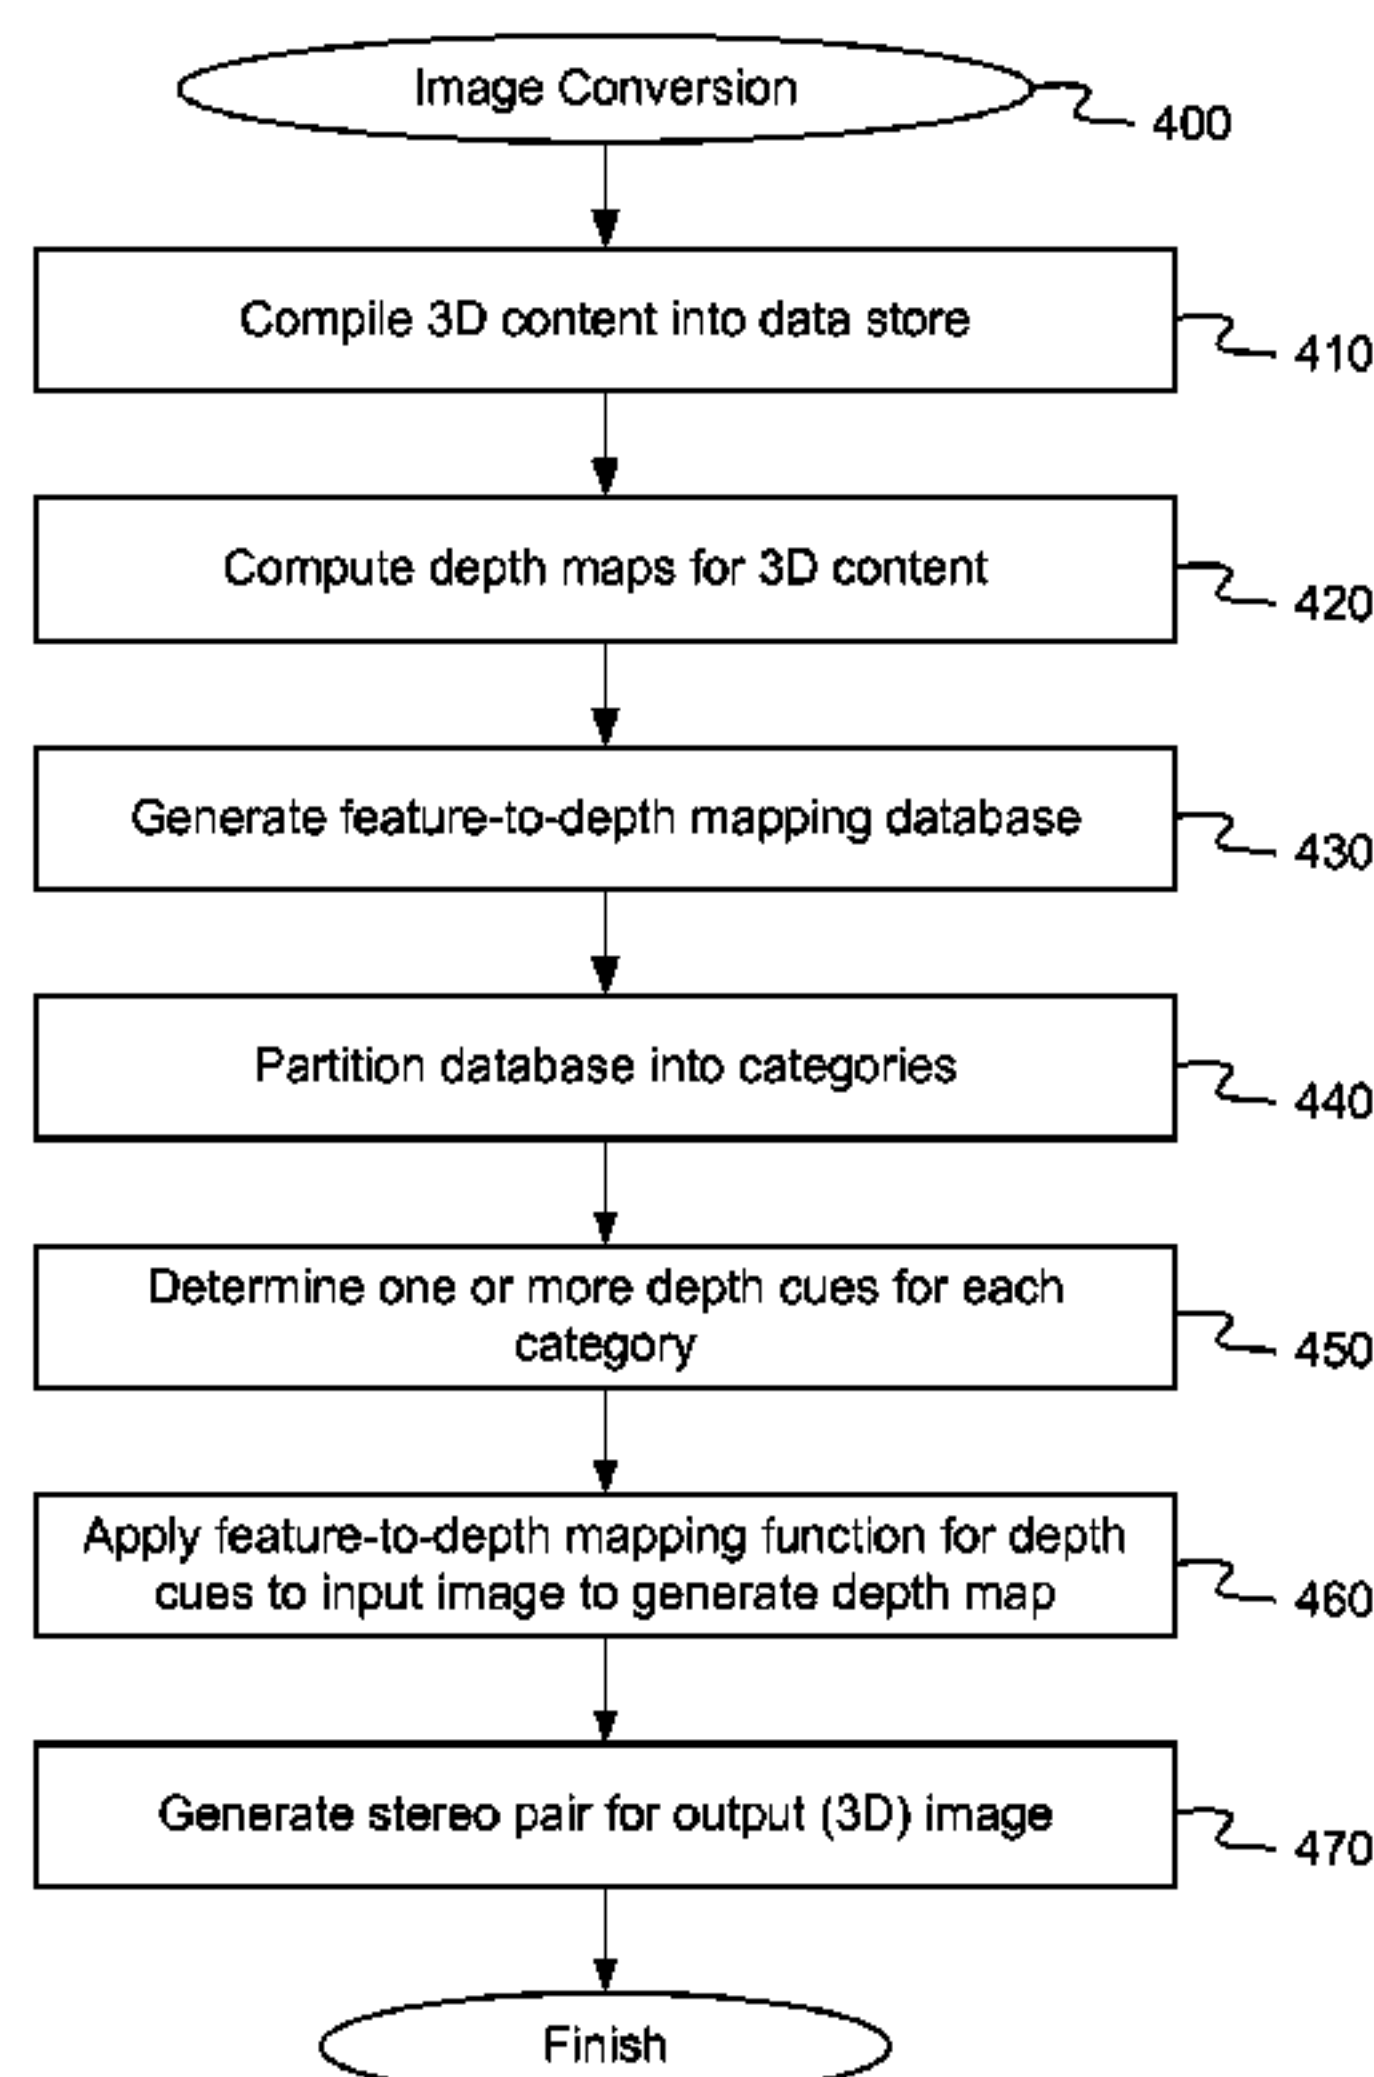 Image Conversion
400
Compile 3D content into data store
410
Compute depth maps for 3D content
420
Generate feature-to-depth mapping database
430
Partition database into categories
440
Determine one or more depth cues for each
category
450
Apply feature-to-depth mapping function for depth
cues to input image to generate depth map
460
Generate stereo pair for output (3D) image
470
Finish